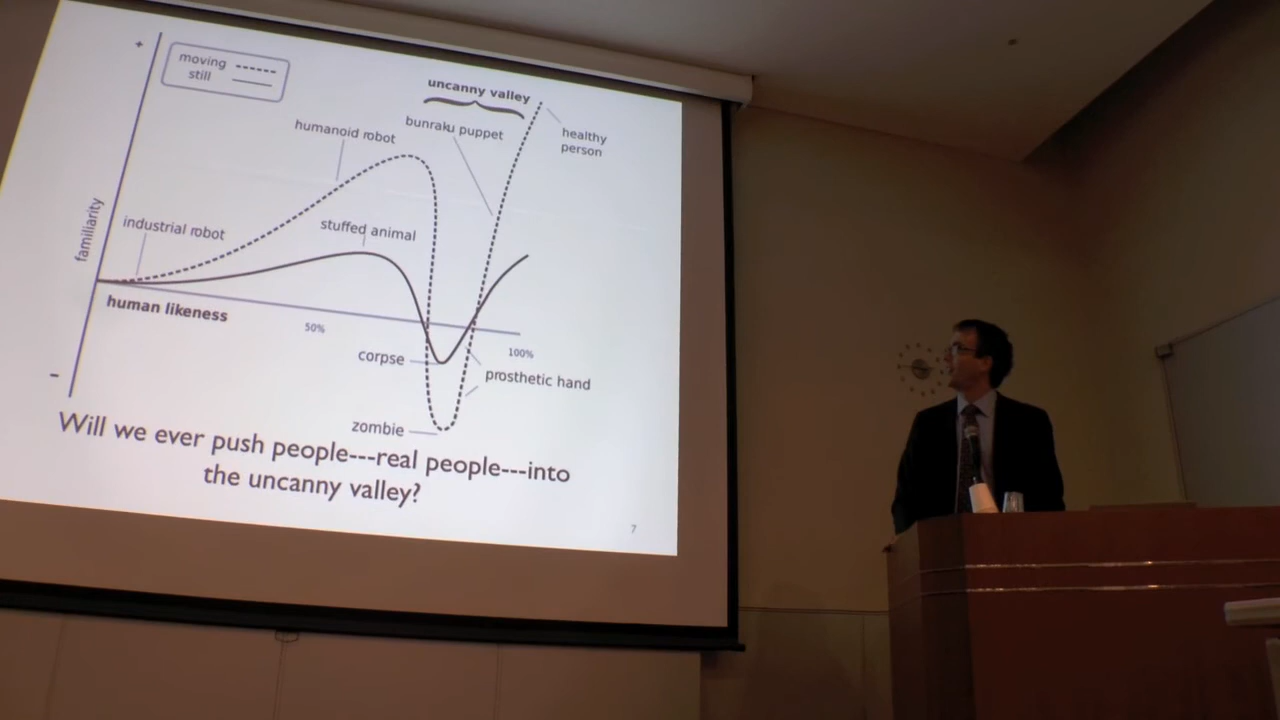 +
moving
still
uncanny valley
humanoid robot
bunraku puppet
healthy
person
familiarity
industrial robot
stuffed animal
human likeness
50%
100%
corpse
prosthetic hand
–
zombie
Will we ever push people---real people---into
the uncanny valley?
7